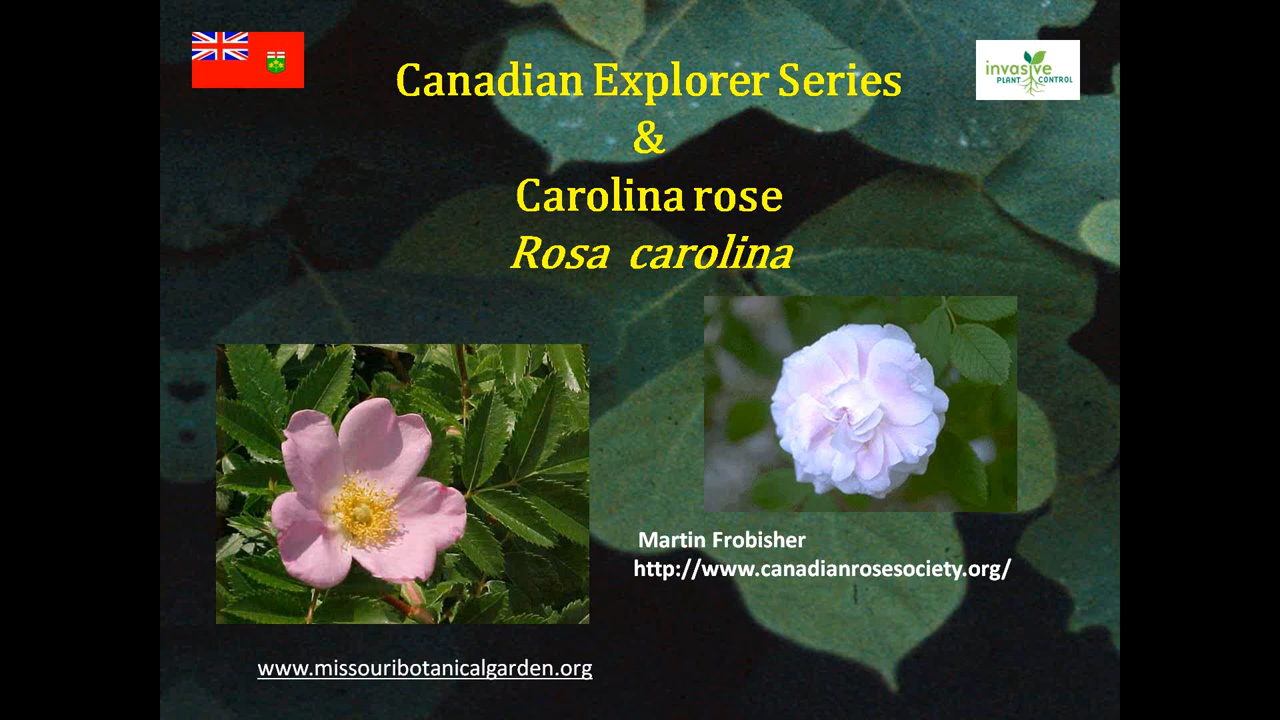 Canadian Explorer Series
&
Carolina rose
Rosa carolina
invasive
PLANT CONTROL
Martin Frobisher
http://www.canadianrosesociety.org/
www.missouribotanicalgarden.org